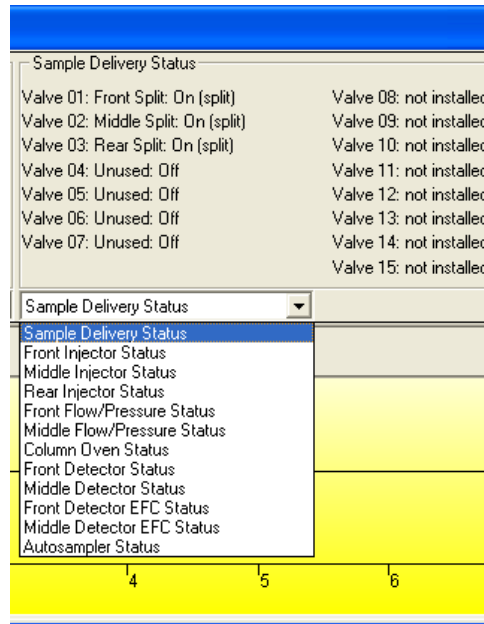 Sample Delivery Status
Valve 01: Front Split: On (split)
Valve 02: Middle Split: On (split)
Valve 03: Rear Split: On (split)
Valve 04: Unused: Off
Valve 05: Unused: Off
Valve 06: Unused: Off
Valve 07: Unused: Off
Valve 08: not installed
Valve 09: not installed
Valve 10: not installed
Valve 11: not installed
Valve 12: not installed
Valve 13: not installed
Valve 14: not installed
Valve 15: not installed
Sample Delivery Status
Sample Delivery Status
Front Injector Status
Middle Injector Status
Rear Injector Status
Front Flow/Pressure Status
Middle Flow/Pressure Status
Column Oven Status
Front Detector Status
Middle Detector Status
Front Detector EFC Status
Middle Detector EFC Status
Autosampler Status
4 5 6